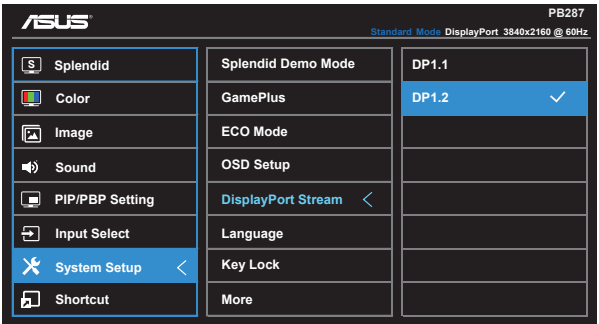 ASUS
PB287
Standard Mode DisplayPort 3840x2160 @ 60Hz
S Splendid
Color
Image
Sound
PIP/PBP Setting
Input Select
System Setup
Shortcut
Splendid Demo Mode
GamePlus
ECO Mode
OSD Setup
DisplayPort Stream
Language
Key Lock
More
DP1.1
DP1.2